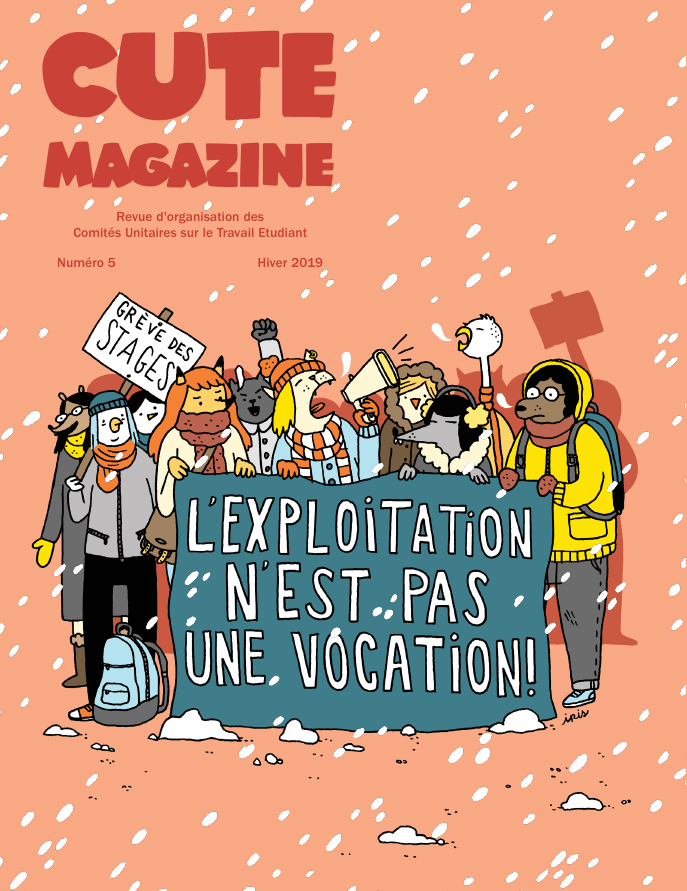 CUTE
MAGAZINE
Revue d'organisation des
Comités Unitaires sur le Travail Etudiant
Numéro 5 Hiver 2019
GRÈVE DES
STAGES
L'EXPLOITATION
N'EST PAS
UNE VOCATION!
iris